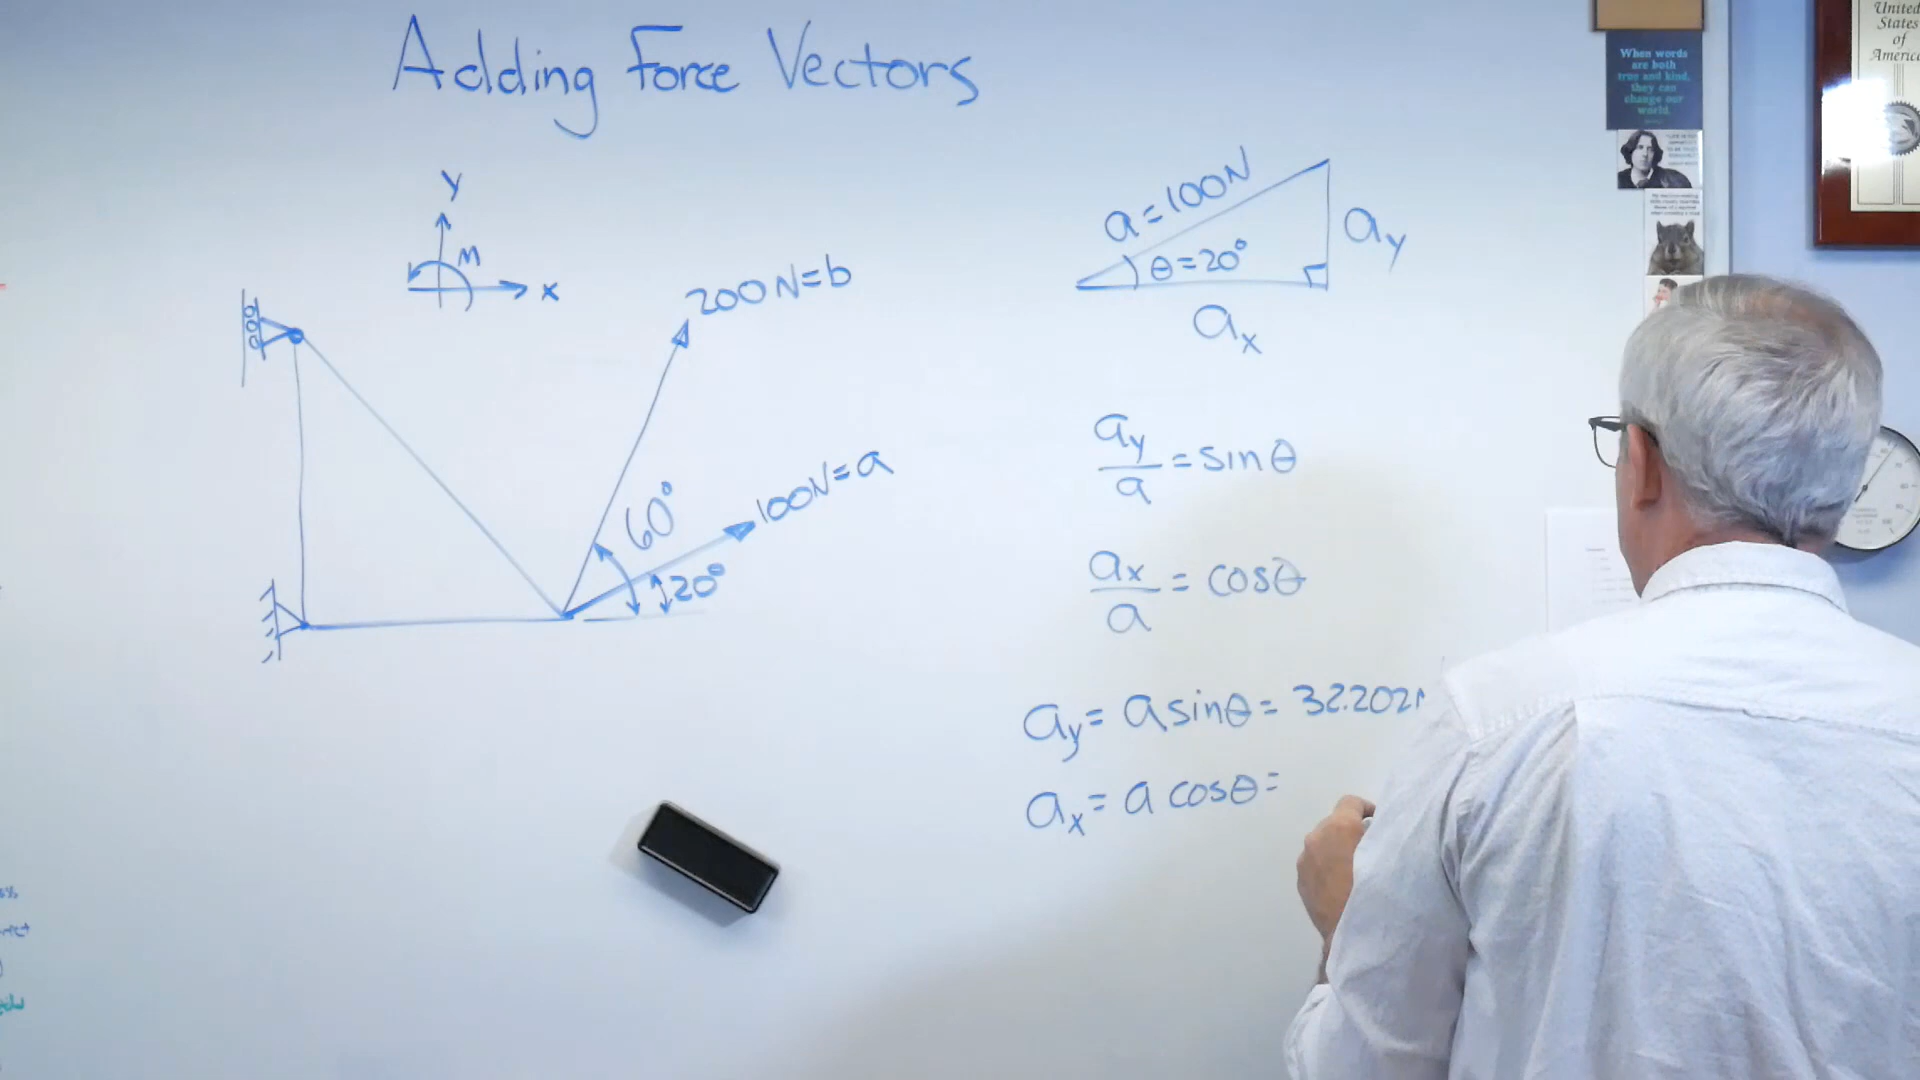 Adding Force Vectors
y
M
x
200N=b
60°
100N=a
20°
a=100N
θ=20°
ay
ax
ay/a = sinθ
ax/a = cosθ
ay = a sinθ = 32.202
ax = a cosθ =
When words
are both
true and kind,
they can
change our
world.
United
States
of
America